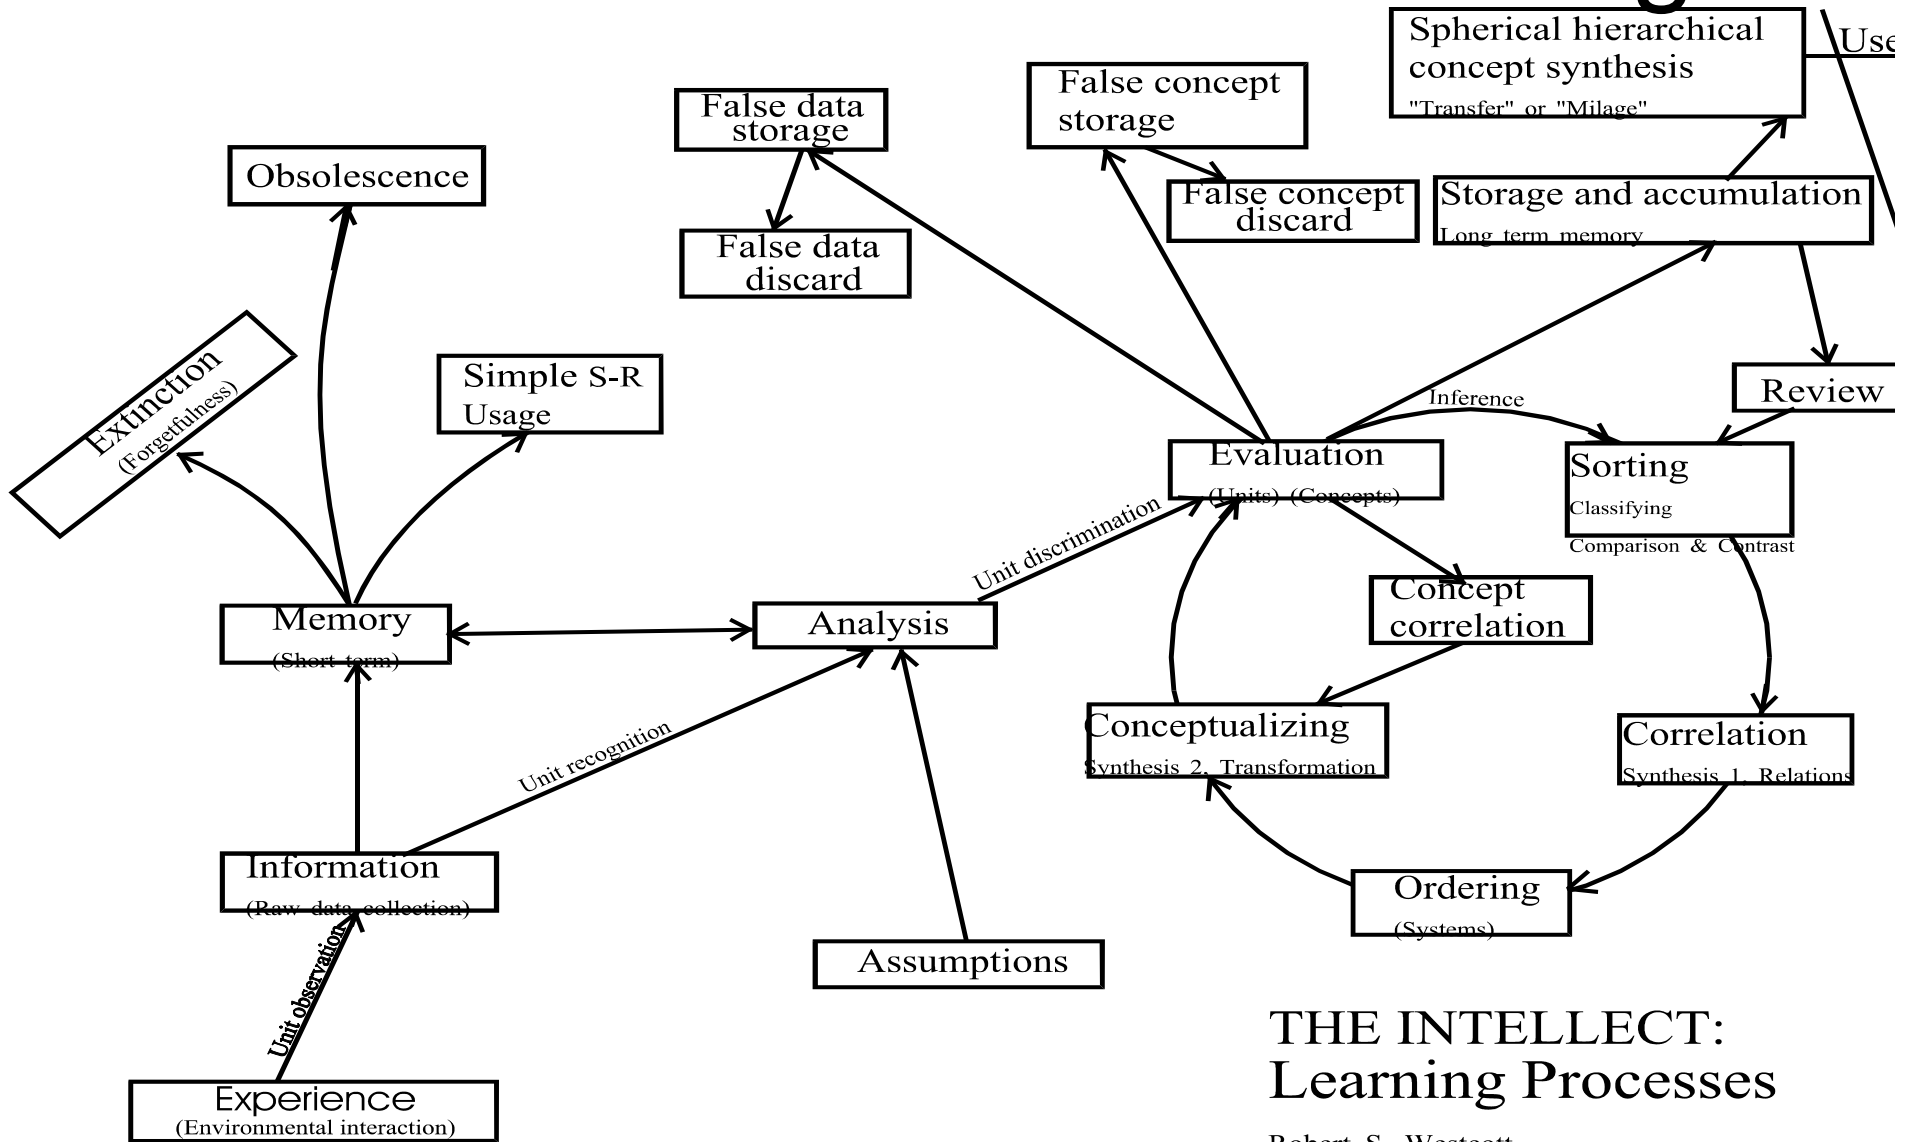 Spherical hierarchical
concept synthesis
"Transfer" or "Milage"
Use
False concept
storage
False data
storage
Obsolescence
False concept
discard
Storage and accumulation
Long term memory
False data
discard
Extinction
(Forgetfulness)
Simple S-R
Usage
Review
Inference
Evaluation
(Units) (Concepts)
Sorting
Classifying
Comparison & Contrast
Unit discrimination
Concept
correlation
Memory
(Short term)
Analysis
Unit recognition
Conceptualizing
Synthesis 2, Transformation
Correlation
Synthesis 1, Relations
Information
(Raw data collection)
Ordering
(Systems)
Unit observation
Assumptions
THE INTELLECT:
Learning Processes
Experience
(Environmental interaction)
Robert S. Westcott